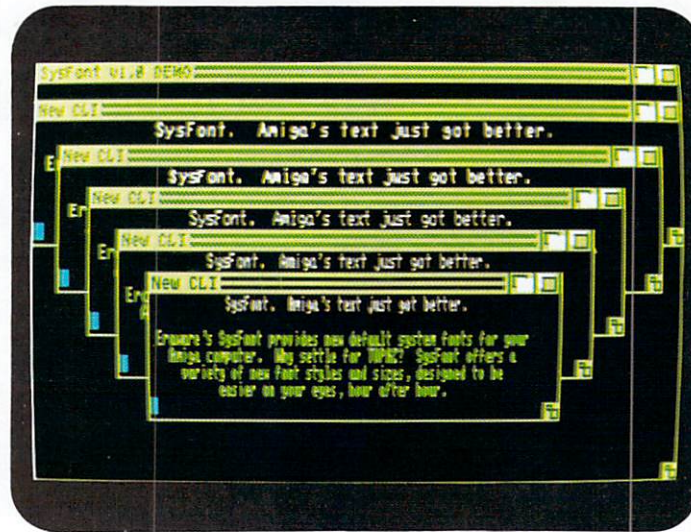 SysFont v1.0 DEMO
New CLI
SysFont. Amiga's text just got better.
New CLI
SysFont. Amiga's text just got better.
New CLI
SysFont. Amiga's text just got better.
New CLI
SysFont. Amiga's text just got better.
New CLI
SysFont. Amiga's text just got better.
Eraware's SysFont provides new default system fonts for your
Amiga computer. Why settle for TOPAZ? SysFont offers a
variety of new font styles and sizes, designed to be
easier on your eyes, hour after hour.